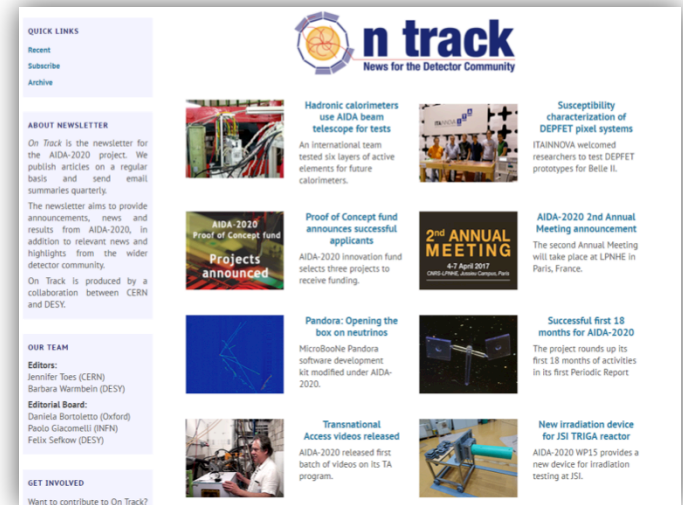 QUICK LINKS
Recent
Subscribe
Archive
ABOUT NEWSLETTER
On Track is the newsletter for
the AIDA-2020 project. We
publish articles on a regular
basis and send email
summaries quarterly.
The newsletter aims to provide
announcements, news and
results from AIDA-2020, in
addition to relevant news and
highlights from the wider
detector community.
On Track is produced by a
collaboration between CERN
and DESY.
OUR TEAM
Editors:
Jennifer Toes (CERN)
Barbara Warmbein (DESY)
Editorial Board:
Daniela Bortoletto (Oxford)
Paolo Giacomelli (INFN)
Felix Sefkow (DESY)
GET INVOLVED
Want to contribute to On Track?
n track
News for the Detector Community
Hadronic calorimeters
use AIDA beam
telescope for tests
An international team
tested six layers of active
elements for future
calorimeters.
ITAINNOVA
Susceptibility
characterization of
DEPFET pixel systems
ITAINNOVA welcomed
researchers to test DEPFET
prototypes for Belle II.
AIDA-2020
Proof of Concept fund
Projects
announced
Proof of Concept fund
announces successful
applicants
AIDA-2020 innovation fund
selects three projects to
receive funding.
2nd ANNUAL
MEETING
4-7 April 2017
CNRS-LPNHE, Jussieu Campus, Paris
AIDA-2020 2nd Annual
Meeting announcement
The second Annual Meeting
will take place at LPNHE in
Paris, France.
Pandora: Opening the
box on neutrinos
MicroBooNe Pandora
software development
kit modified under AIDA-
2020.
Successful first 18
months for AIDA-2020
The project rounds up its
first 18 months of activities
in its first Periodic Report
Transnational
Access videos released
AIDA-2020 released first
batch of videos on its TA
program.
New irradiation device
for JSI TRIGA reactor
AIDA-2020 WP15 provides a
new device for irradiation
testing at JSI.